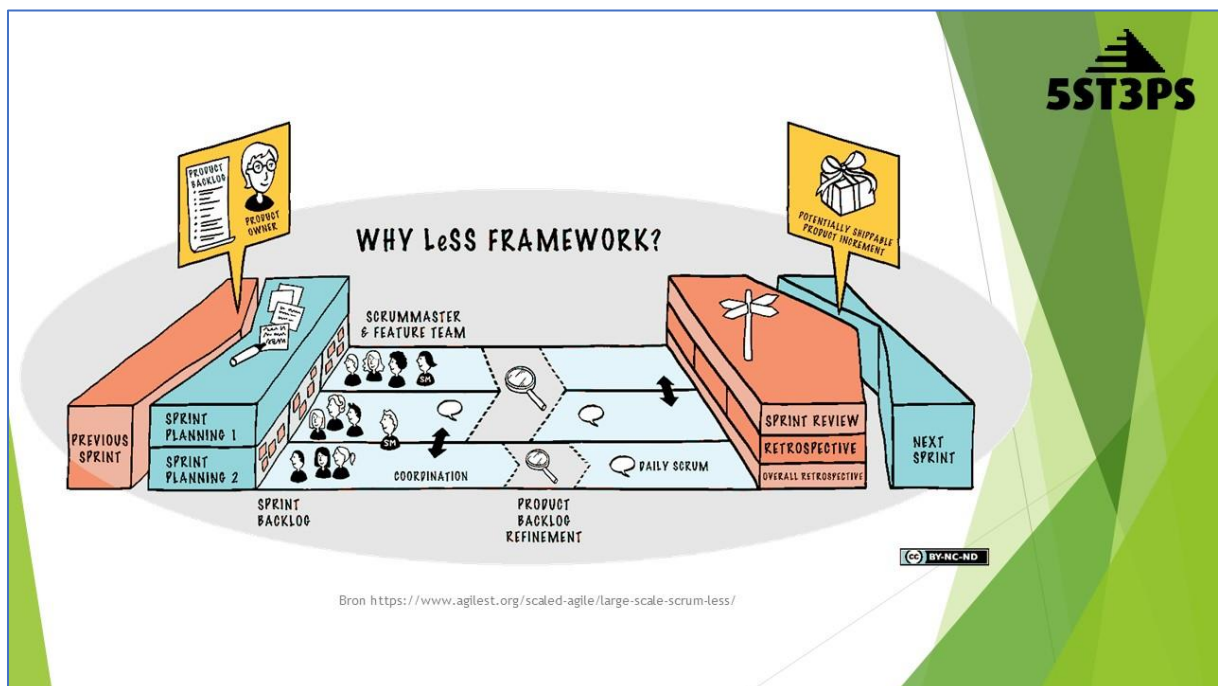 5ST3PS
PRODUCT
BACKLOG
PRODUCT
OWNER
POTENTIALLY SHIPPABLE
PRODUCT INCREMENT
WHY LeSS FRAMEWORK?
SCRUMMASTER
& FEATURE TEAM
SM
SM
PREVIOUS
SPRINT
SPRINT
PLANNING 1
SPRINT
PLANNING 2
COORDINATION
DAILY SCRUM
SPRINT REVIEW
RETROSPECTIVE
OVERALL RETROSPECTIVE
NEXT
SPRINT
SPRINT
BACKLOG
PRODUCT
BACKLOG
REFINEMENT
cc BY-NC-ND
Bron https://www.agilest.org/scaled-agile/large-scale-scrum-less/